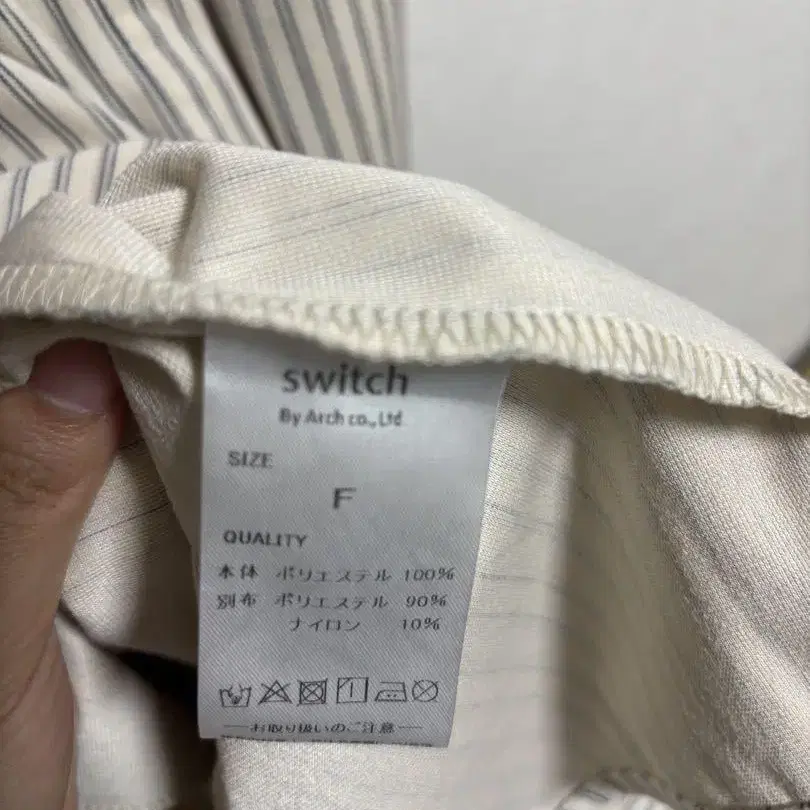 switch
By Arch co., Ltd
SIZE
F
QUALITY
本体 ポリエステル 100%
別布 ポリエステル 90%
ナイロン 10%
お取り扱いのご注意